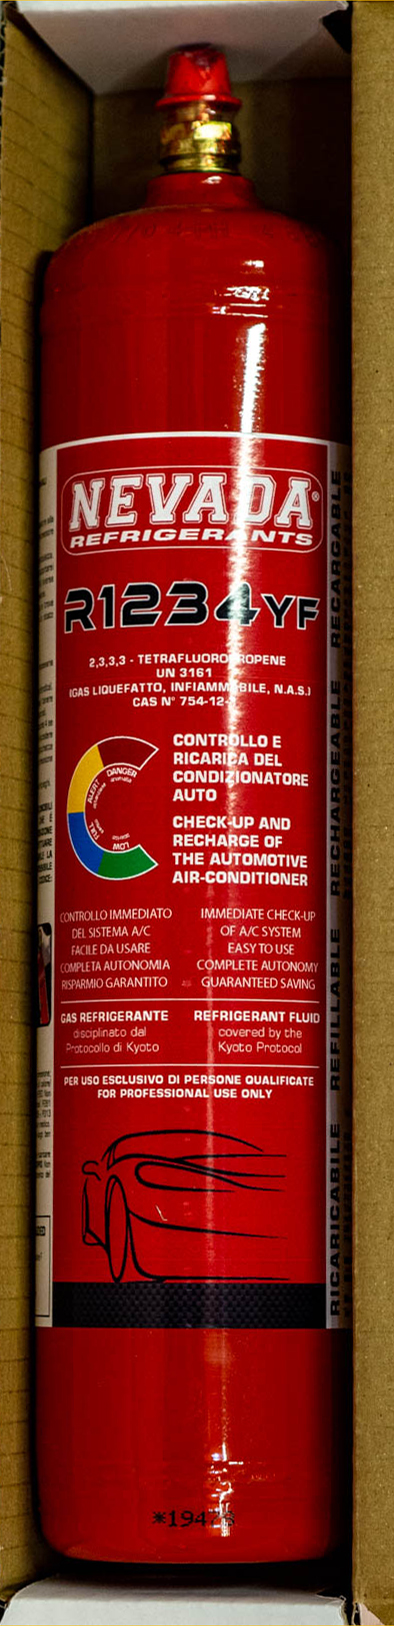 NEVADA®
REFRIGERANTS
R1234YF
2,3,3,3 - TETRAFLUOROPROPENE
UN 3161
(GAS LIQUEFATTO, INFIAMMABILE, N.A.S.)
CAS N° 754-12-
CONTROLLO E
RICARICA DEL
CONDIZIONATORE
AUTO
CHECK-UP AND
RECHARGE OF
THE AUTOMOTIVE
AIR-CONDITIONER
DANGER
ALERT
FULL
LOW
CONTROLLO IMMEDIATO
DEL SISTEMA A/C
FACILE DA USARE
COMPLETA AUTONOMIA
RISPARMIO GARANTITO
IMMEDIATE CHECK-UP
OF A/C SYSTEM
EASY TO USE
COMPLETE AUTONOMY
GUARANTEED SAVING
GAS REFRIGERANTE
disciplinato dal
Protocollo di Kyoto
REFRIGERANT FLUID
covered by the
Kyoto Protocol
PER USO ESCLUSIVO DI PERSONE QUALIFICATE
FOR PROFESSIONAL USE ONLY
RICARICABILE REFILLABLE RECHARGEABLE RECARGABLE